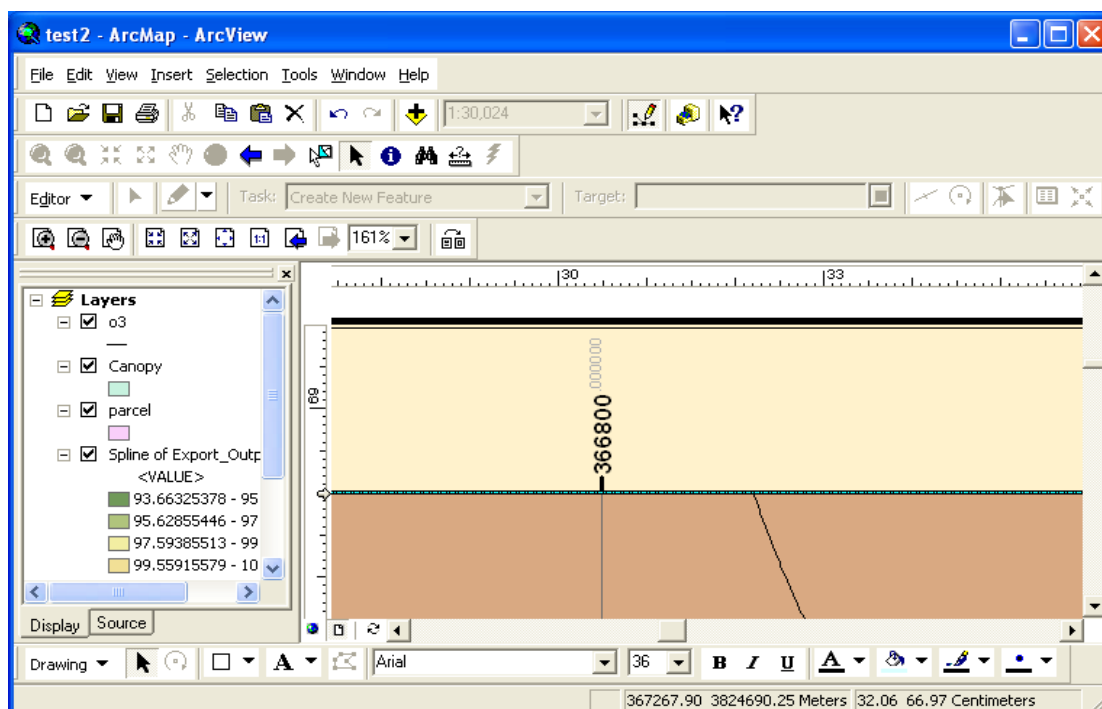 test2 - ArcMap - ArcView
File Edit View Insert Selection Tools Window Help
1:30,024
Editor Task: Create New Feature Target:
1:1 161%
Layers
o3
Canopy
parcel
Spline of Export_Outp
<VALUE>
93.66325378 - 95
95.62855446 - 97
97.59385513 - 99
99.55915579 - 10
Display Source
30 33
69
366800.000000
Drawing A Arial 36 B I U A
367267.90 3824690.25 Meters 32.06 66.97 Centimeters